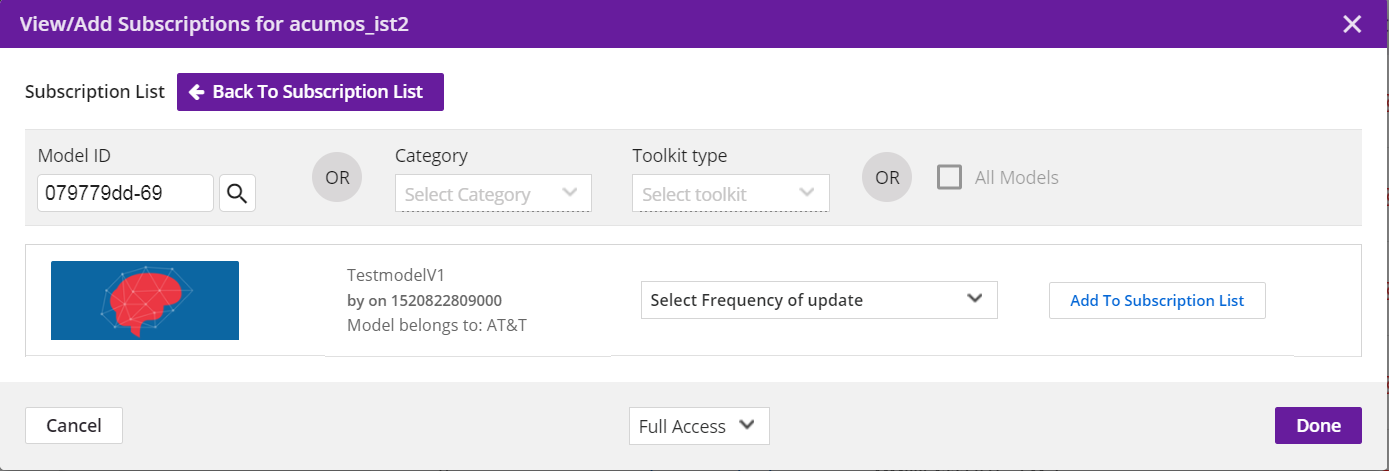 View/Add Subscriptions for acumos_ist2
Subscription List
Back To Subscription List
Model ID
Category
Toolkit type
079779dd-69
OR
Select Category
Select toolkit
OR
All Models
TestmodelV1
by on 1520822809000
Model belongs to: AT&T
Select Frequency of update
Add To Subscription List
Cancel
Full Access
Done